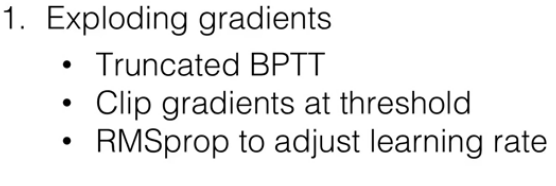 1. Exploding gradients
• Truncated BPTT
• Clip gradients at threshold
• RMSprop to adjust learning rate